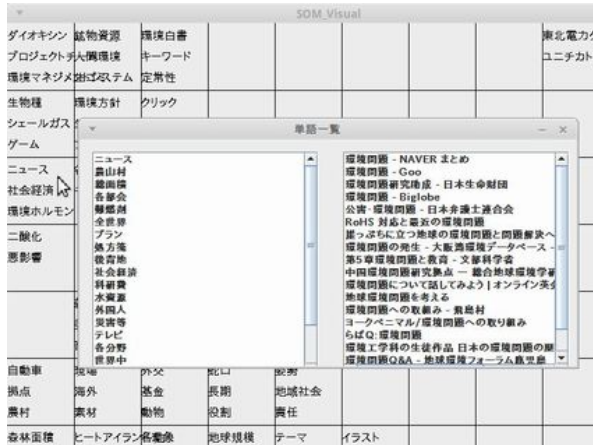 SOM_Visual
ダイオキシン 鉱物資源 環境白書
プロジェクトチ 人間環境 キーワード
環境マネジメ 定常性
東北電力
ユニチカト
生物種 環境方針 クリック
シェールガス
ゲーム
ニュース
社会経済
環境ホルモン
二酸化
悪影響
単語一覧
ニュース
農山村
総面積
各部会
全世界
プラン
処方箋
後背地
社会経済
科研費
水資源
外国人
災害等
テレビ
各分野
世界中
環境問題 - NAVER まとめ
環境問題 - Goo
環境問題研究助成 - 日本生命財団
環境問題 - Biglobe
公害・環境問題 - 日本弁護士連合会
RoHS 対応と最近の環境問題
崖っぷちに立つ地球の環境問題と問題解決へ
環境問題の発生 - 大阪湾環境データベース -
第5章環境問題と教育 - 文部科学省
中国環境問題研究拠点 — 総合地球環境学
環境問題について話してみよう | オンライン英会
地球環境問題を考える
環境問題への取組み - 飛島村
ヨークベニマル/環境問題への取り組み
らばQ: 環境問題
環境工学科の生徒作品 日本の環境問題の歴
環境問題Q&A - 地球環境フォーラム鹿児島
自動車
拠点 海外 基金 長期 地域社会
農村 素材 動物 役割 責任
森林面積 ヒートアイラン 地球規模 テーマ イラスト